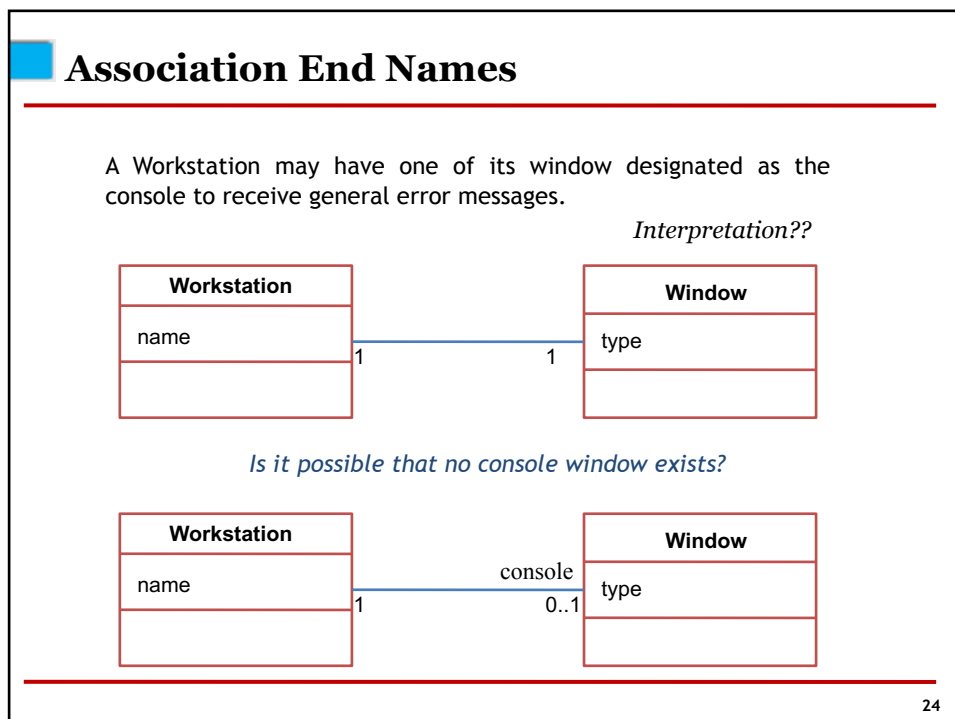 Association End Names
A Workstation may have one of its window designated as the
console to receive general error messages.
Interpretation??
Workstation
Window
name
type
1
1
Is it possible that no console window exists?
Workstation
Window
console
name
type
1
0..1
24